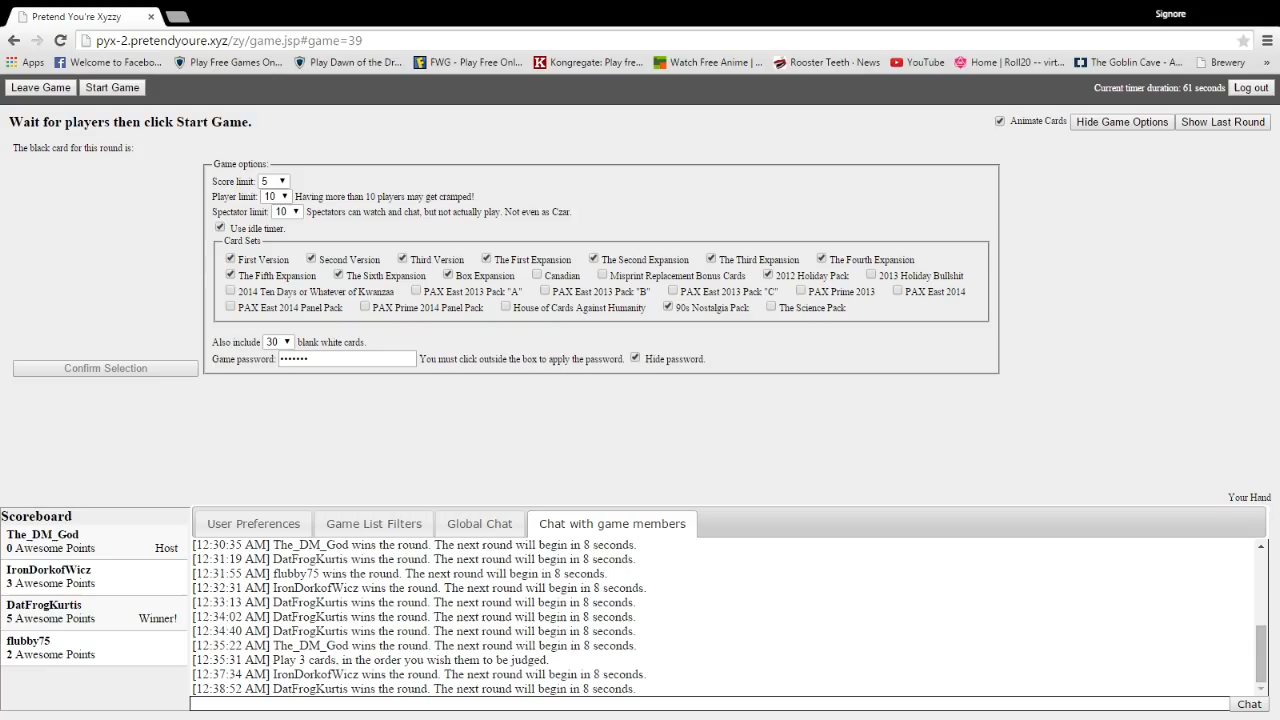 Pretend You're Xyzzy
Signore
pyx-2.pretendyoure.xyz/zy/game.jsp#game=39
Apps Welcome to Facebo... Play Free Games On... Play Dawn of the Dr... FWG - Play Free Onl... Kongregate: Play fre... Watch Free Anime | ... Rooster Teeth - News YouTube Home | Roll20 -- virt... The Goblin Cave - A... Brewery »
Leave Game Start Game Current timer duration: 61 seconds Log out
Wait for players then click Start Game. Animate Cards Hide Game Options Show Last Round
The black card for this round is:
Game options:
Score limit: 5
Player limit: 10 Having more than 10 players may get cramped!
Spectator limit: 10 Spectators can watch and chat, but not actually play. Not even as Czar.
Use idle timer.
Card Sets
First Version Second Version Third Version The First Expansion The Second Expansion The Third Expansion The Fourth Expansion
The Fifth Expansion The Sixth Expansion Box Expansion Canadian Misprint Replacement Bonus Cards 2012 Holiday Pack 2013 Holiday Bullshit
2014 Ten Days or Whatever of Kwanzaa PAX East 2013 Pack "A" PAX East 2013 Pack "B" PAX East 2013 Pack "C" PAX Prime 2013 PAX East 2014
PAX East 2014 Panel Pack PAX Prime 2014 Panel Pack House of Cards Against Humanity 90s Nostalgia Pack The Science Pack
Also include 30 blank white cards.
Game password: ••••••• You must click outside the box to apply the password. Hide password.
Confirm Selection
Your Hand
Scoreboard
The_DM_God
0 Awesome Points Host
IronDorkofWicz
3 Awesome Points
DatFrogKurtis
5 Awesome Points Winner!
flubby75
2 Awesome Points
User Preferences Game List Filters Global Chat Chat with game members
[12:30:35 AM] The_DM_God wins the round. The next round will begin in 8 seconds.
[12:31:19 AM] DatFrogKurtis wins the round. The next round will begin in 8 seconds.
[12:31:55 AM] flubby75 wins the round. The next round will begin in 8 seconds.
[12:32:31 AM] IronDorkofWicz wins the round. The next round will begin in 8 seconds.
[12:33:13 AM] DatFrogKurtis wins the round. The next round will begin in 8 seconds.
[12:34:02 AM] DatFrogKurtis wins the round. The next round will begin in 8 seconds.
[12:34:40 AM] DatFrogKurtis wins the round. The next round will begin in 8 seconds.
[12:35:22 AM] The_DM_God wins the round. The next round will begin in 8 seconds.
[12:35:31 AM] Play 3 cards, in the order you wish them to be judged.
[12:37:34 AM] IronDorkofWicz wins the round. The next round will begin in 8 seconds.
[12:38:52 AM] DatFrogKurtis wins the round. The next round will begin in 8 seconds.
Chat